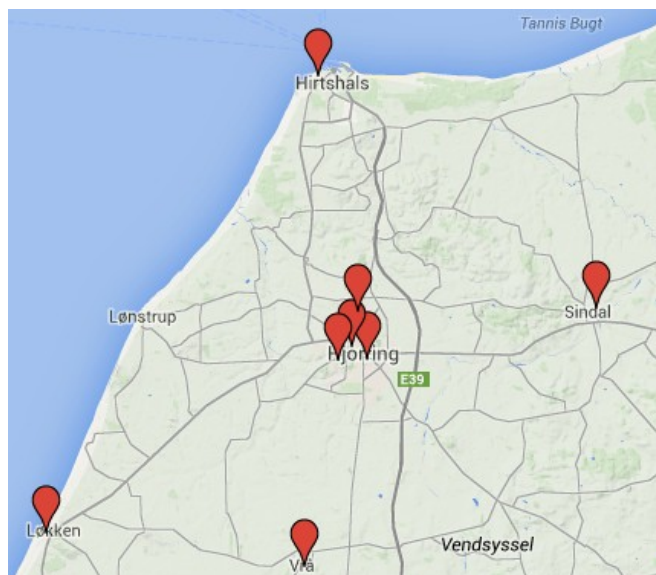 Tannis Bugt
Hirtshals
Lønstrup
Sindal
Hjørring
E39
Løkken
Vendsyssel
Vrå